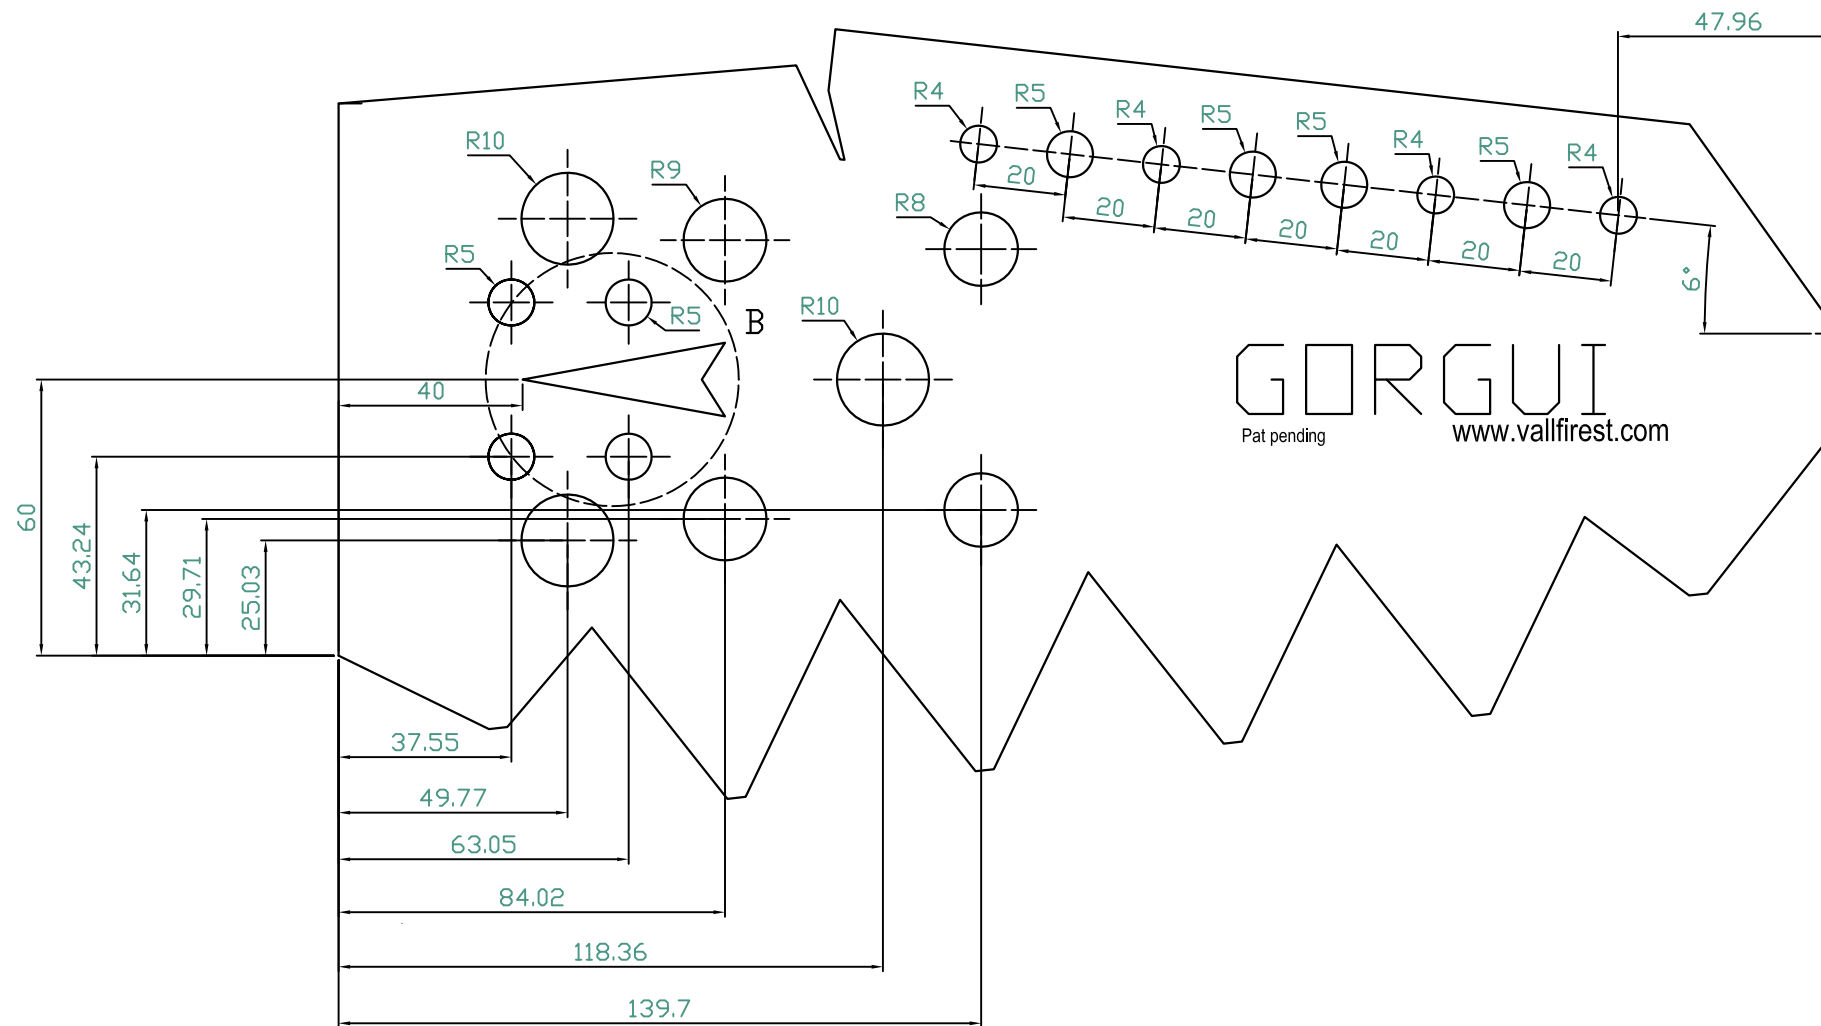 47.96
R4
R5
R4
R5
R5
R4
R5
R4
R10
R9
R8
20
20
20
20
20
20
20
R5
R5
B
R10
6°
40
GORGUI
Pat pending
www.vallfirest.com
60
43.24
31.64
29.71
25.03
37.55
49.77
63.05
84.02
118.36
139.7